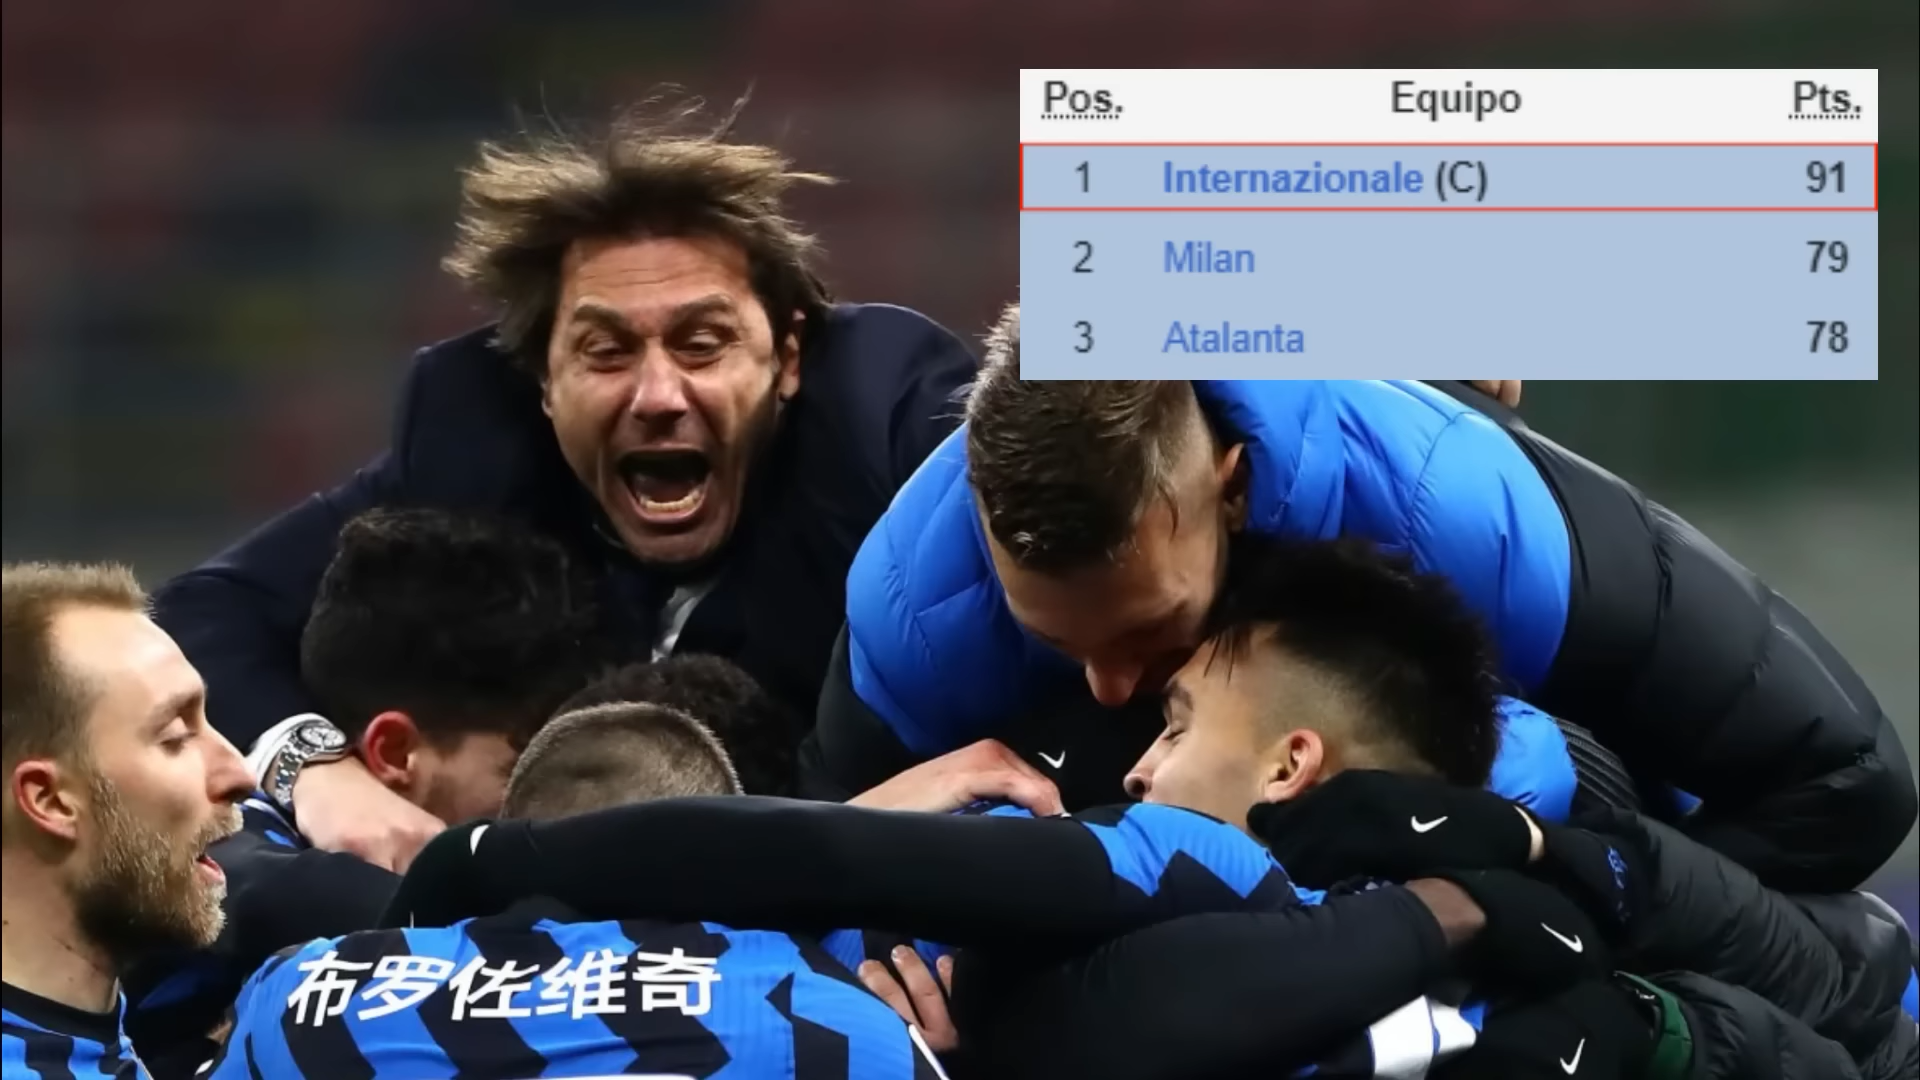 Pos. Equipo Pts.
1 Internazionale (C) 91
2 Milan 79
3 Atalanta 78
布罗佐维奇